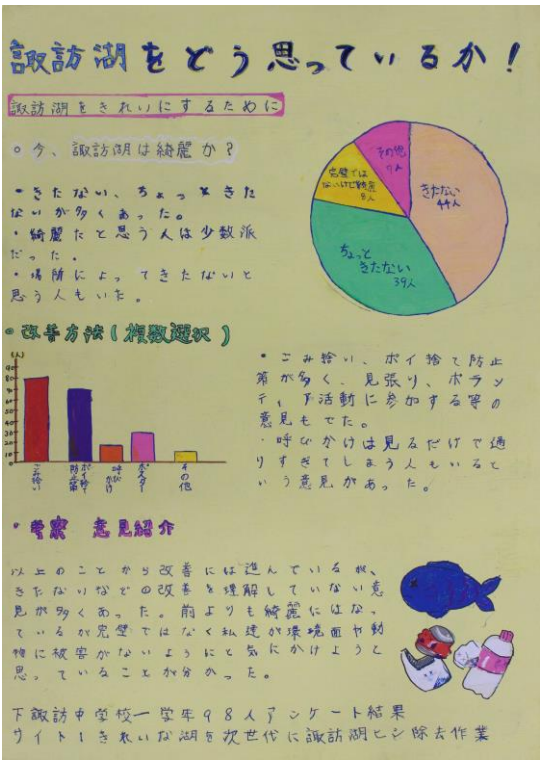 諏訪湖をどう思っているか!
諏訪湖をきれいにするために
○今、諏訪湖は綺麗か?
・きたない、ちょっときた
ないが多くあった。
・綺麗だと思う人は少数派
だった。
・場所によってきたないと
思う人もいた。
きたない
44人
ちょっと
きたない
39人
完璧では
ないけど綺麗
8人
その他
7人
・改善方法(複数選択)
(人)
90
80
70
60
50
40
30
20
10
ごみ拾い
ポイ捨て
防止策
呼びかけ
ポスター
その他
・ごみ拾い、ポイ捨て防止
策が多く、見張り、ボラン
ティア活動に参加する等の
意見もでた。
・呼びかけは見るだけで通
りすぎてしまう人もいると
いう意見があった。
・考察 意見紹介
以上のことから改善には進んでいるが、
きたないなどの改善を理解していない意
見が多くあった。前よりも綺麗にはなっ
ているが完璧ではなく私達が環境面や動
物に被害がないようにと気にかけようと
思っていることが分かった。
下諏訪中学校一学年98人アンケート結果
サイト1きれいな湖を次世代に諏訪湖ヒシ除去作業